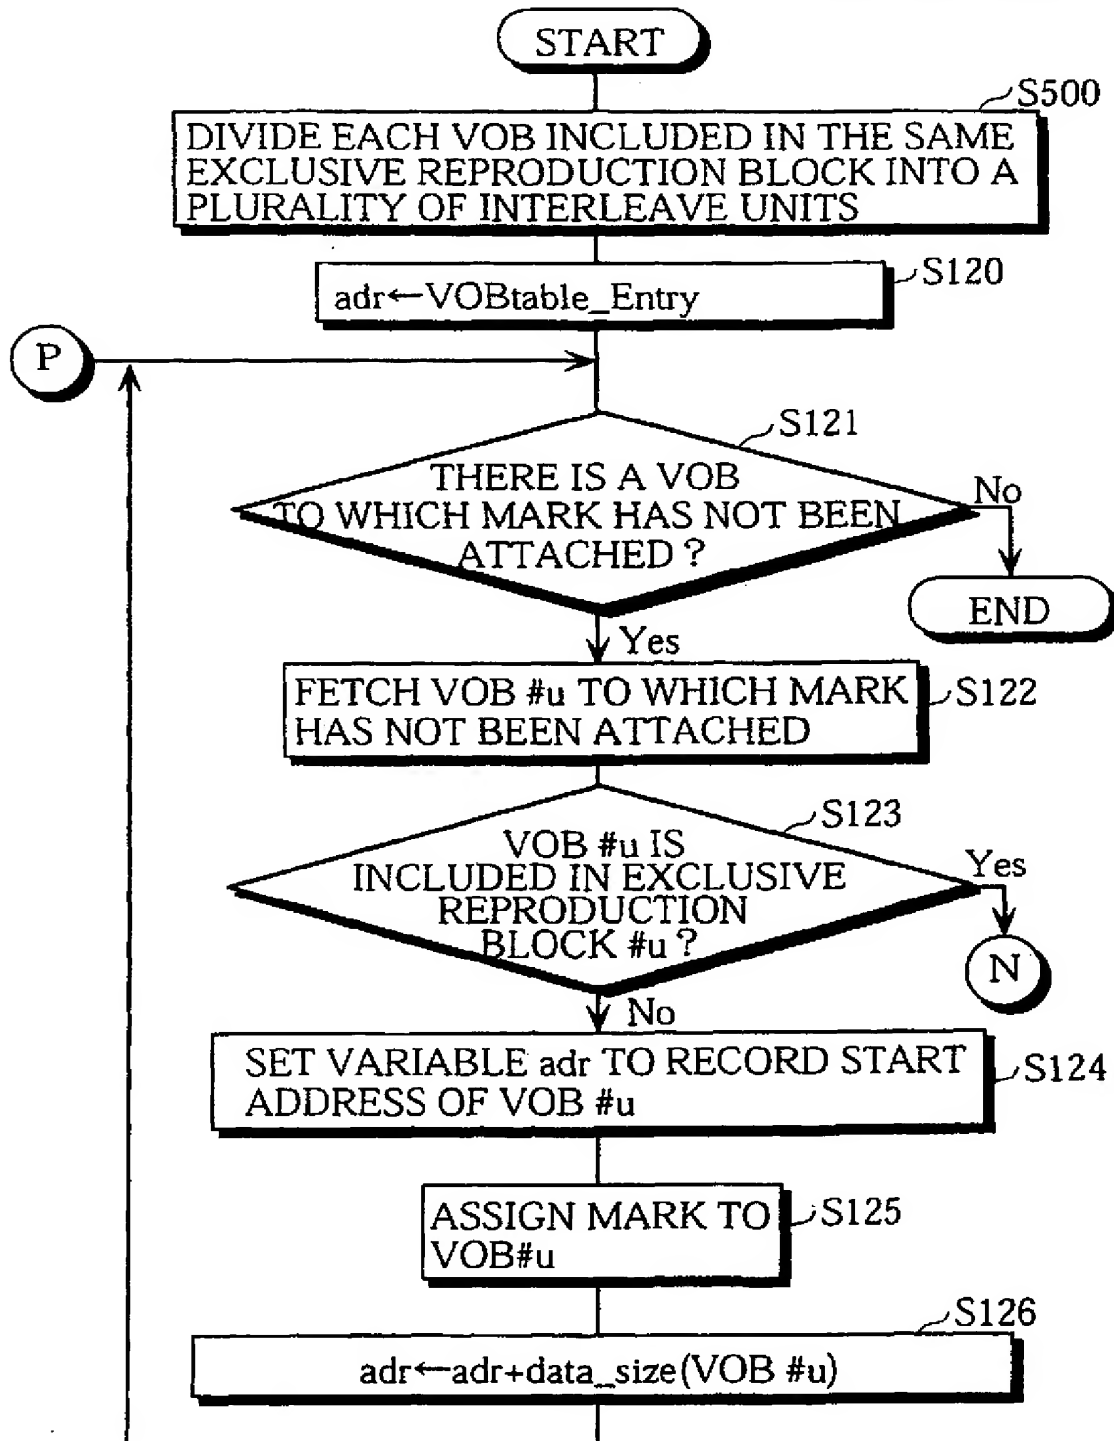 START
S500
DIVIDE EACH VOB INCLUDED IN THE SAME
EXCLUSIVE REPRODUCTION BLOCK INTO A
PLURALITY OF INTERLEAVE UNITS
S120
adr←VOBtable_Entry
P
S121
THERE IS A VOB
TO WHICH MARK HAS NOT BEEN
ATTACHED ?
No
END
Yes
FETCH VOB #u TO WHICH MARK
HAS NOT BEEN ATTACHED
S122
S123
VOB #u IS
INCLUDED IN EXCLUSIVE
REPRODUCTION
BLOCK #u ?
Yes
N
No
SET VARIABLE adr TO RECORD START
ADDRESS OF VOB #u
S124
ASSIGN MARK TO
VOB#u
S125
S126
adr←adr+data_size(VOB #u)